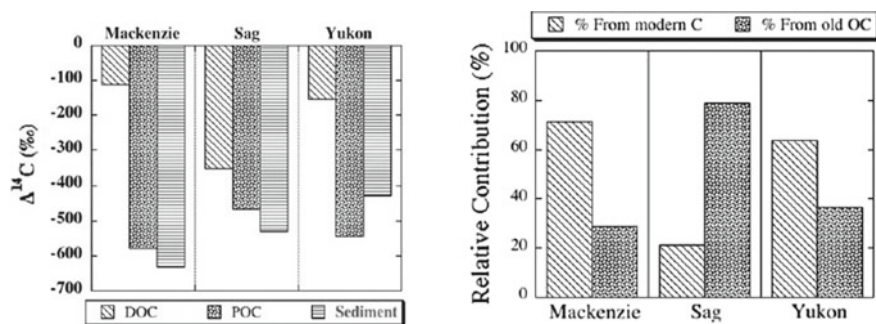 Mackenzie Sag Yukon
0
-100
-200
-300
-400
-500
-600
-700
Δ¹⁴C (‰)
DOC POC Sediment
% From modern C % From old OC
100
80
60
40
20
0
Relative Contribution (%)
Mackenzie Sag Yukon